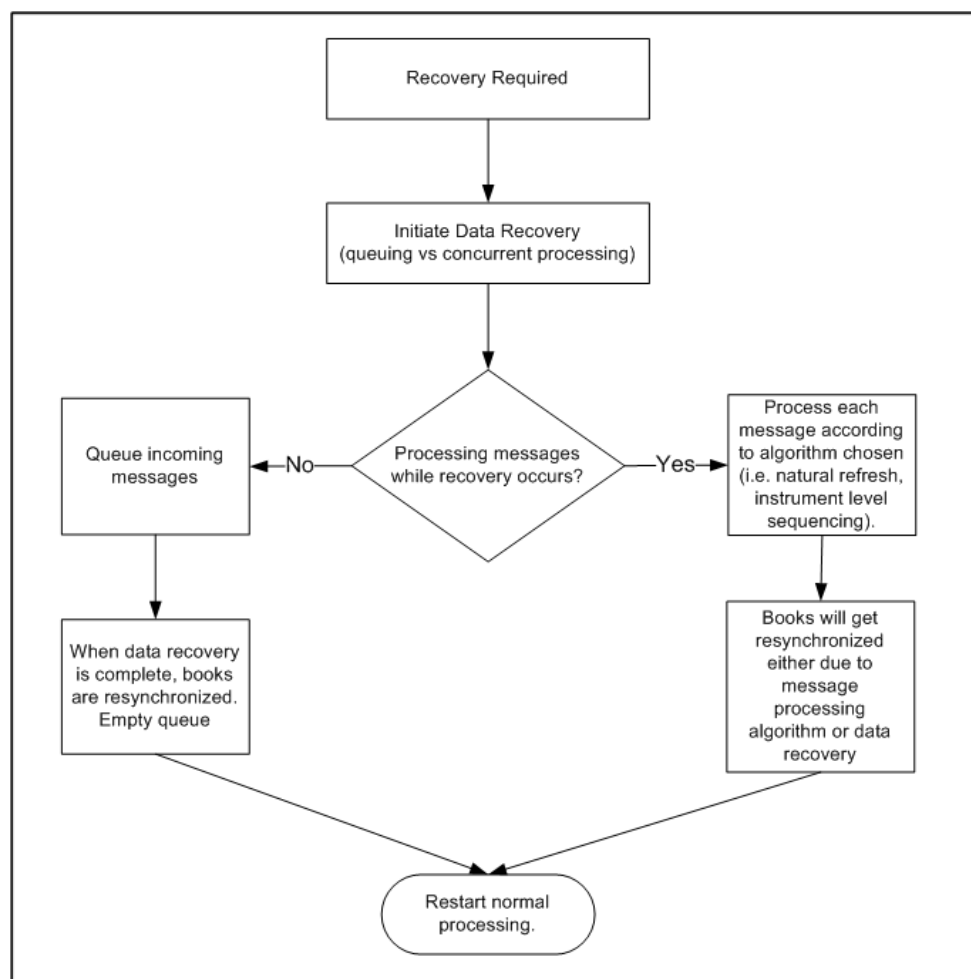 Recovery Required
Initiate Data Recovery
(queuing vs concurrent processing)
Processing messages
while recovery occurs?
No
Yes
Queue incoming
messages
Process each
message according
to algorithm chosen
(i.e. natural refresh,
instrument level
sequencing).
When data recovery
is complete, books
are resynchronized.
Empty queue
Books will get
resynchronized
either due to
message
processing
algorithm or data
recovery
Restart normal
processing.